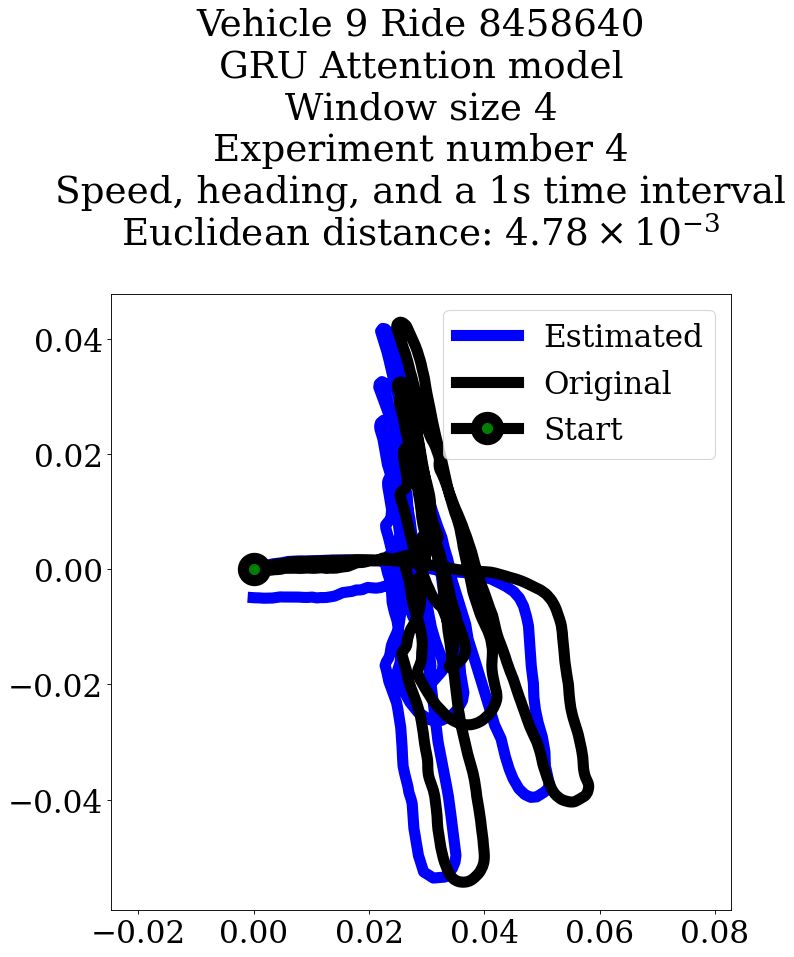 Vehicle 9 Ride 8458640
GRU Attention model
Window size 4
Experiment number 4
Speed, heading, and a 1s time interval
Euclidean distance: 4.78 × 10⁻³
Estimated
Original
Start
0.04
0.02
0.00
−0.02
−0.04
−0.02 0.00 0.02 0.04 0.06 0.08